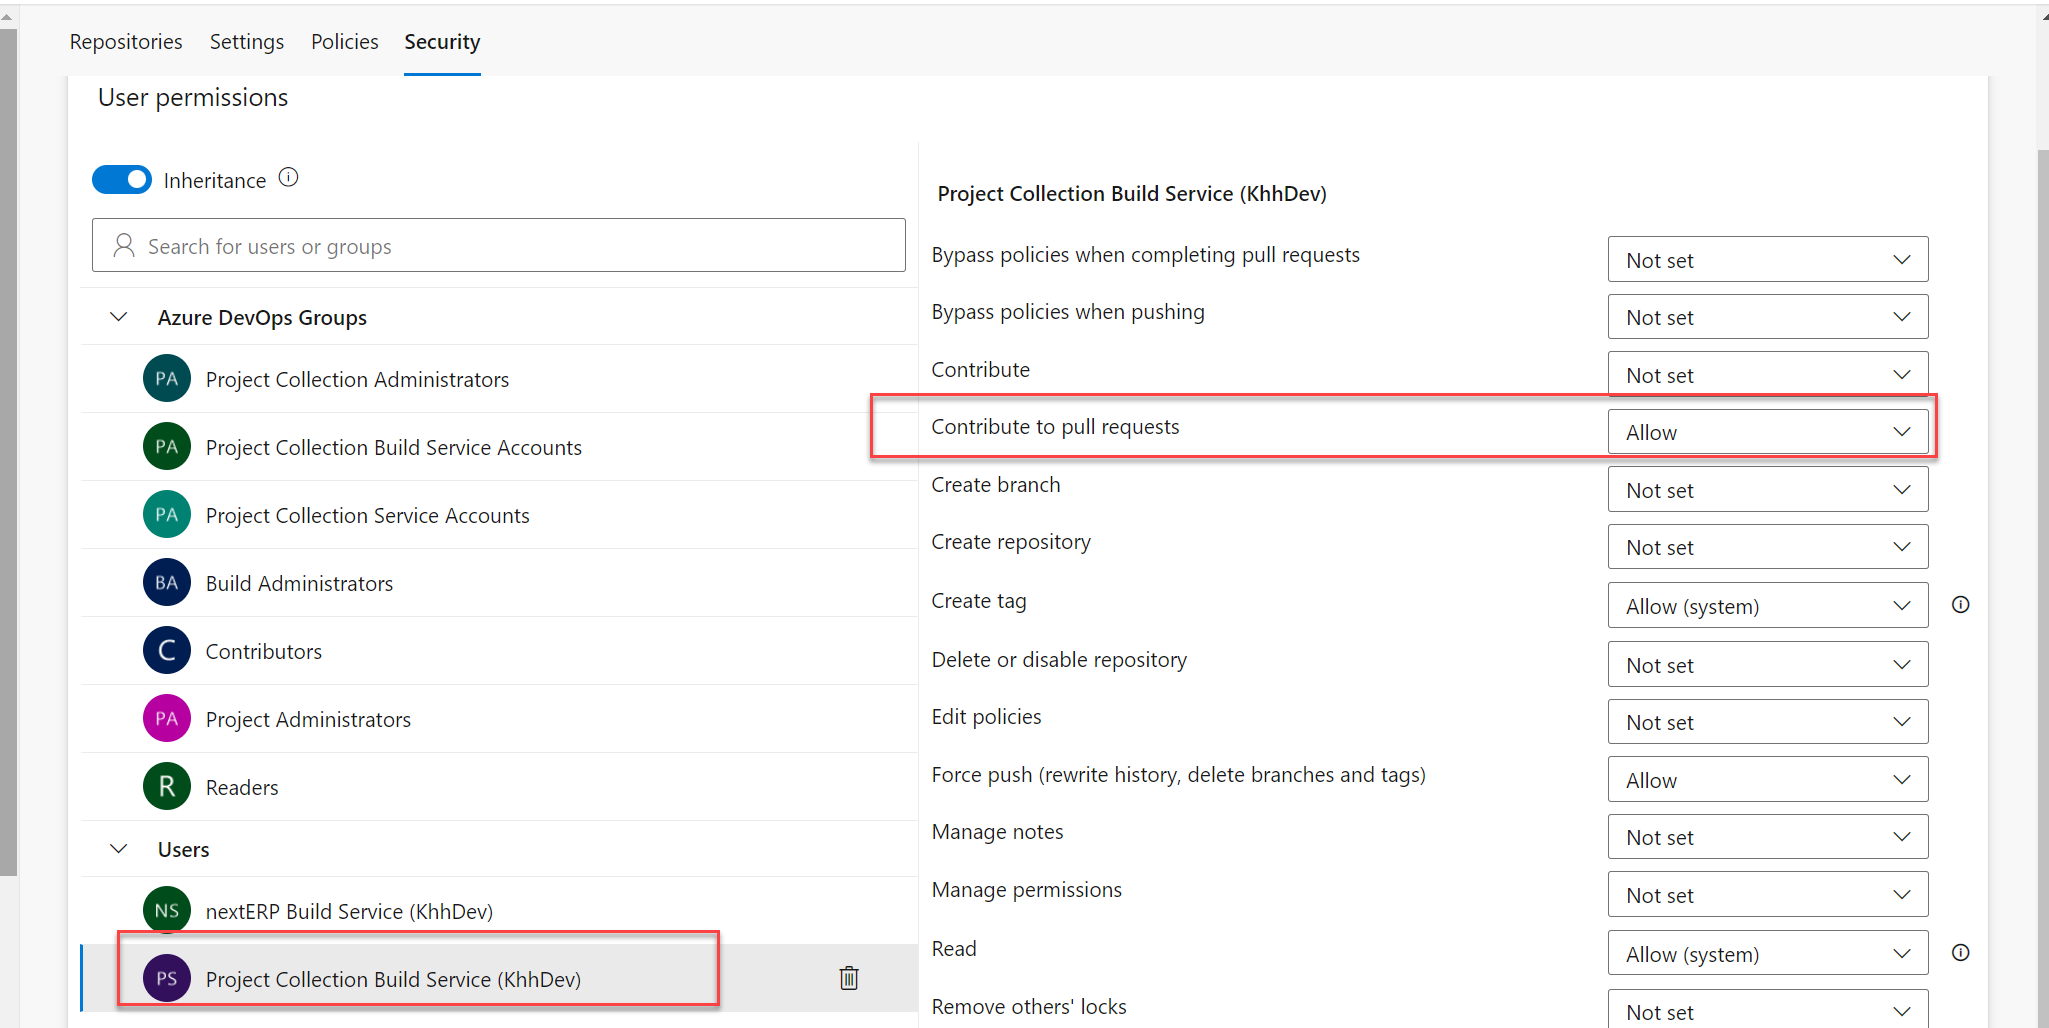 Repositories Settings Policies Security
User permissions
Inheritance
Search for users or groups
Azure DevOps Groups
PA Project Collection Administrators
PA Project Collection Build Service Accounts
PA Project Collection Service Accounts
BA Build Administrators
C Contributors
PA Project Administrators
R Readers
Users
NS nextERP Build Service (KhhDev)
PS Project Collection Build Service (KhhDev)
Project Collection Build Service (KhhDev)
Bypass policies when completing pull requests Not set
Bypass policies when pushing Not set
Contribute Not set
Contribute to pull requests Allow
Create branch Not set
Create repository Not set
Create tag Allow (system)
Delete or disable repository Not set
Edit policies Not set
Force push (rewrite history, delete branches and tags) Allow
Manage notes Not set
Manage permissions Not set
Read Allow (system)
Remove others' locks Not set